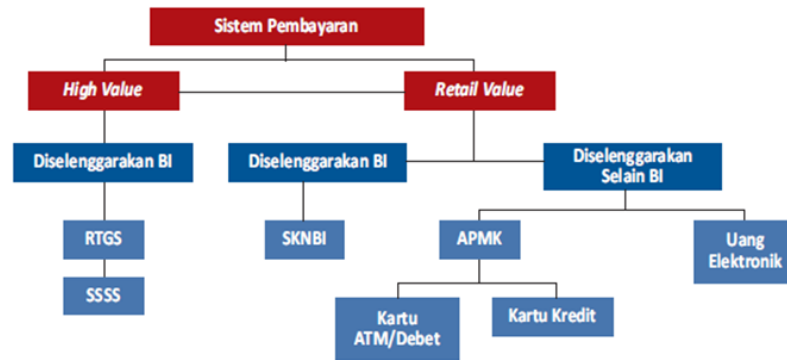 Sistem Pembayaran
High Value
Retail Value
Diselenggarakan BI
Diselenggarakan BI
Diselenggarakan
Selain BI
RTGS
SKNBI
APMK
Uang
Elektronik
SSSS
Kartu
ATM/Debet
Kartu Kredit